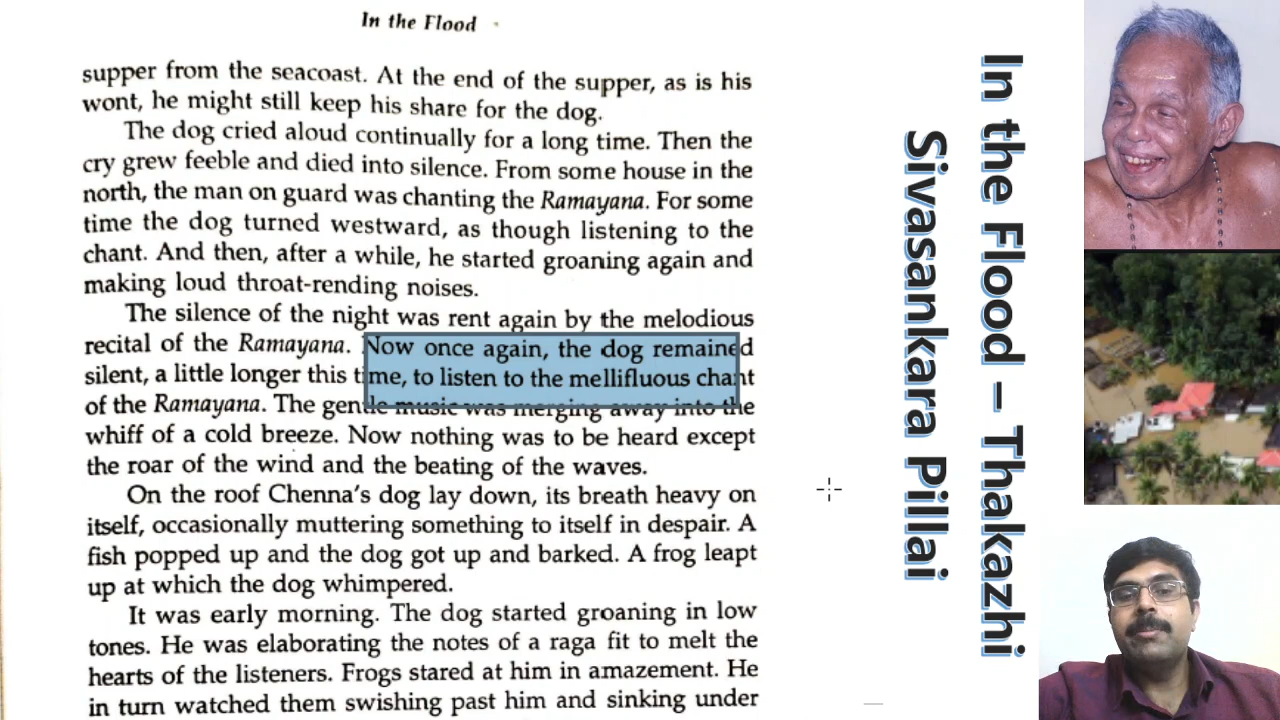 In the Flood
supper from the seacoast. At the end of the supper, as is his
wont, he might still keep his share for the dog.
The dog cried aloud continually for a long time. Then the
cry grew feeble and died into silence. From some house in the
north, the man on guard was chanting the Ramayana. For some
time the dog turned westward, as though listening to the
chant. And then, after a while, he started groaning again and
making loud throat-rending noises.
The silence of the night was rent again by the melodious
recital of the Ramayana. Now once again, the dog remained
silent, a little longer this time, to listen to the mellifluous chant
of the Ramayana. The gentle music was merging away into the
whiff of a cold breeze. Now nothing was to be heard except
the roar of the wind and the beating of the waves.
On the roof Chenna's dog lay down, its breath heavy on
itself, occasionally muttering something to itself in despair. A
fish popped up and the dog got up and barked. A frog leapt
up at which the dog whimpered.
It was early morning. The dog started groaning in low
tones. He was elaborating the notes of a raga fit to melt the
hearts of the listeners. Frogs stared at him in amazement. He
in turn watched them swishing past him and sinking under
In the Flood – Thakazhi
Sivasankara Pillai